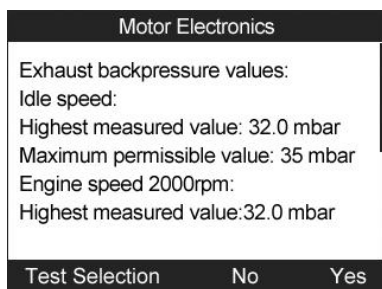 Motor Electronics
Exhaust backpressure values:
Idle speed:
Highest measured value: 32.0 mbar
Maximum permissible value: 35 mbar
Engine speed 2000rpm:
Highest measured value:32.0 mbar
Test Selection No Yes